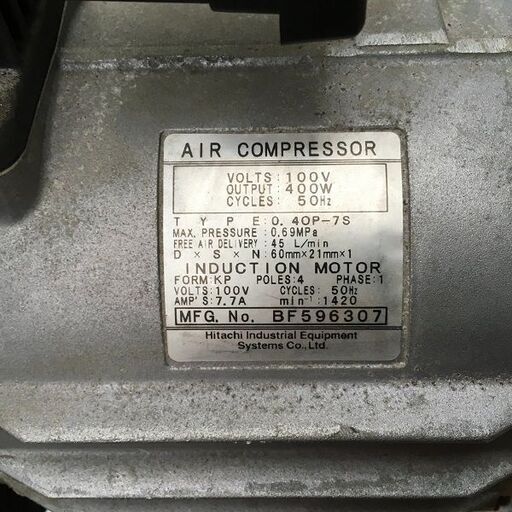 AIR COMPRESSOR
VOLTS:100V
OUTPUT:400W
CYCLES: 50Hz
TYPE:0.4OP-7S
MAX. PRESSURE:0.69MPa
FREE AIR DELIVERY:45 L/min
D×S×N:60mm×21mm×1
INDUCTION MOTOR
FORM:KP POLES:4 PHASE:1
VOLTS:100V CYCLES: 50Hz
AMP'S:7.7A min⁻¹:1420
MFG. No. BF596307
Hitachi Industrial Equipment
Systems Co., Ltd.